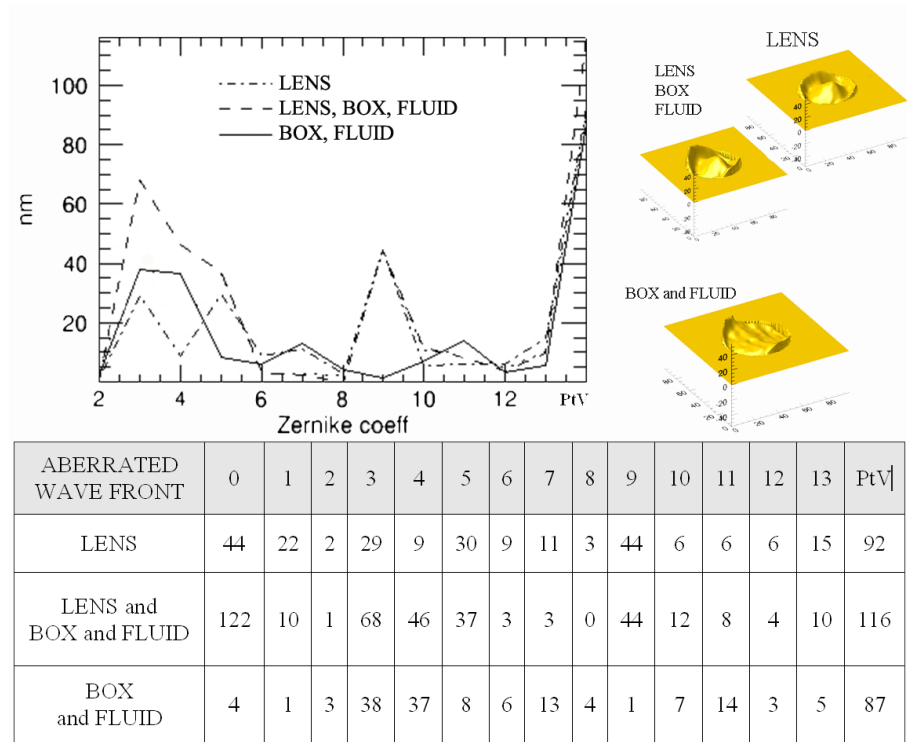 100
80
60
40
20
nm
LENS
LENS, BOX, FLUID
BOX, FLUID
2 4 6 8 10 12 PtV
Zernike coeff
LENS
LENS
BOX
FLUID
BOX and FLUID
ABERRATED WAVE FRONT 0 1 2 3 4 5 6 7 8 9 10 11 12 13 PtV
LENS 44 22 2 29 9 30 9 11 3 44 6 6 6 15 92
LENS and BOX and FLUID 122 10 1 68 46 37 3 3 0 44 12 8 4 10 116
BOX and FLUID 4 1 3 38 37 8 6 13 4 1 7 14 3 5 87